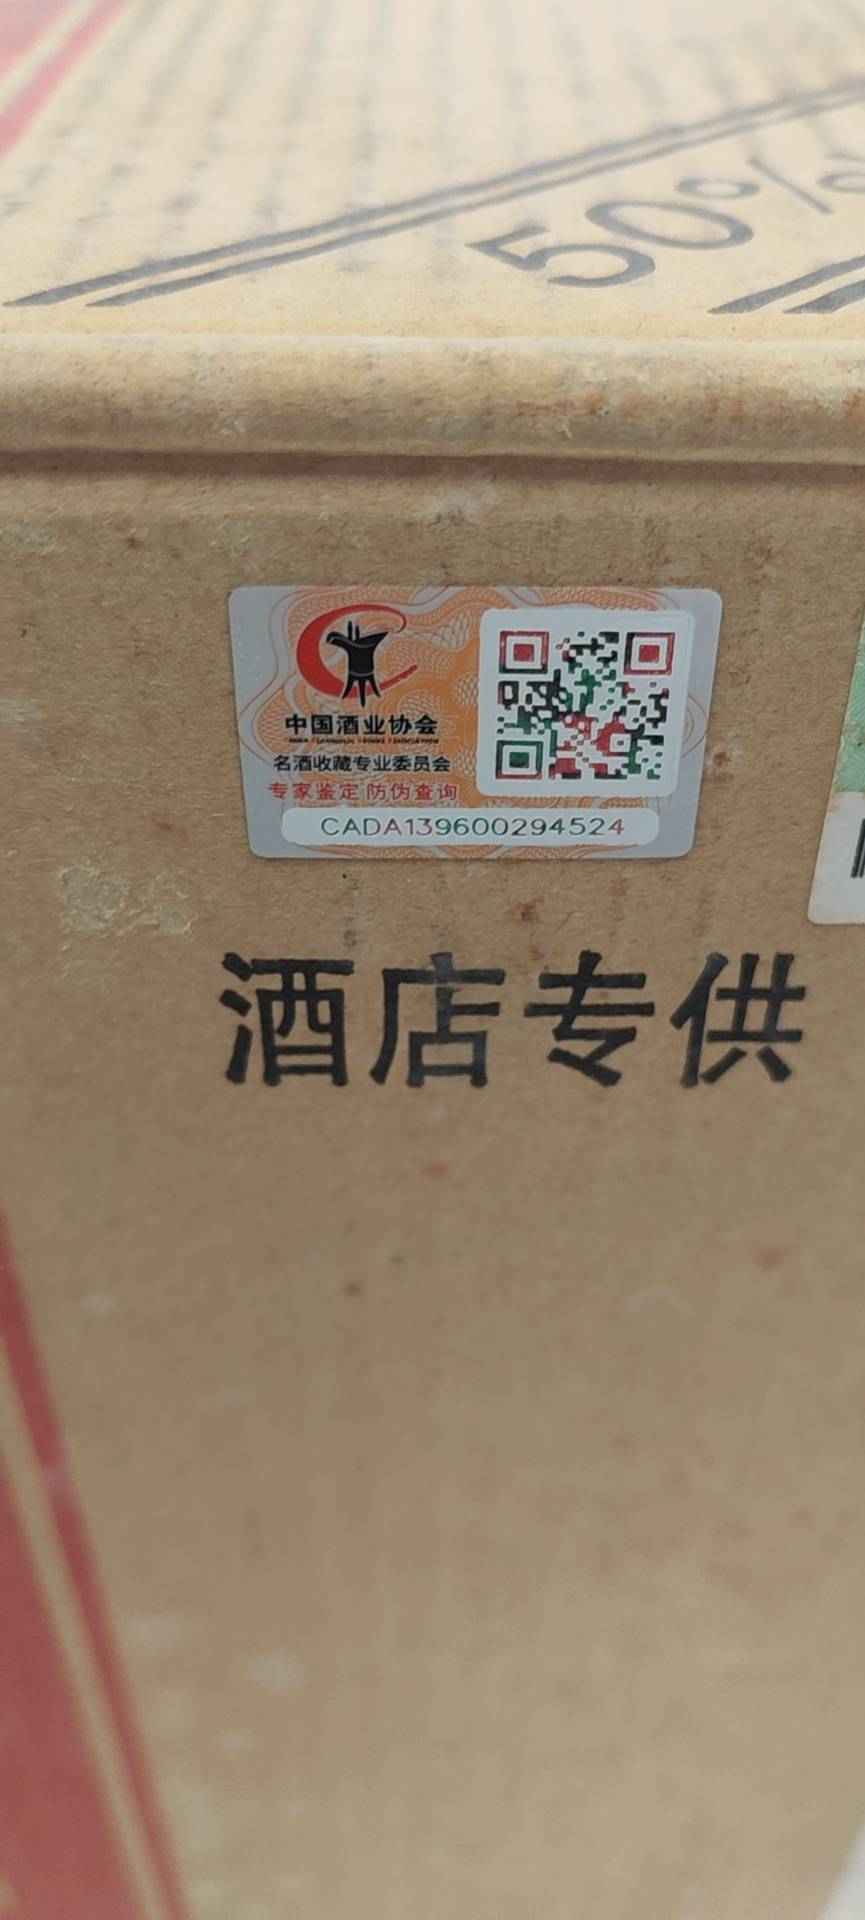 50%
中国酒业协会
名酒收藏专业委员会
专家鉴定 防伪查询
CADA139600294524
酒店专供